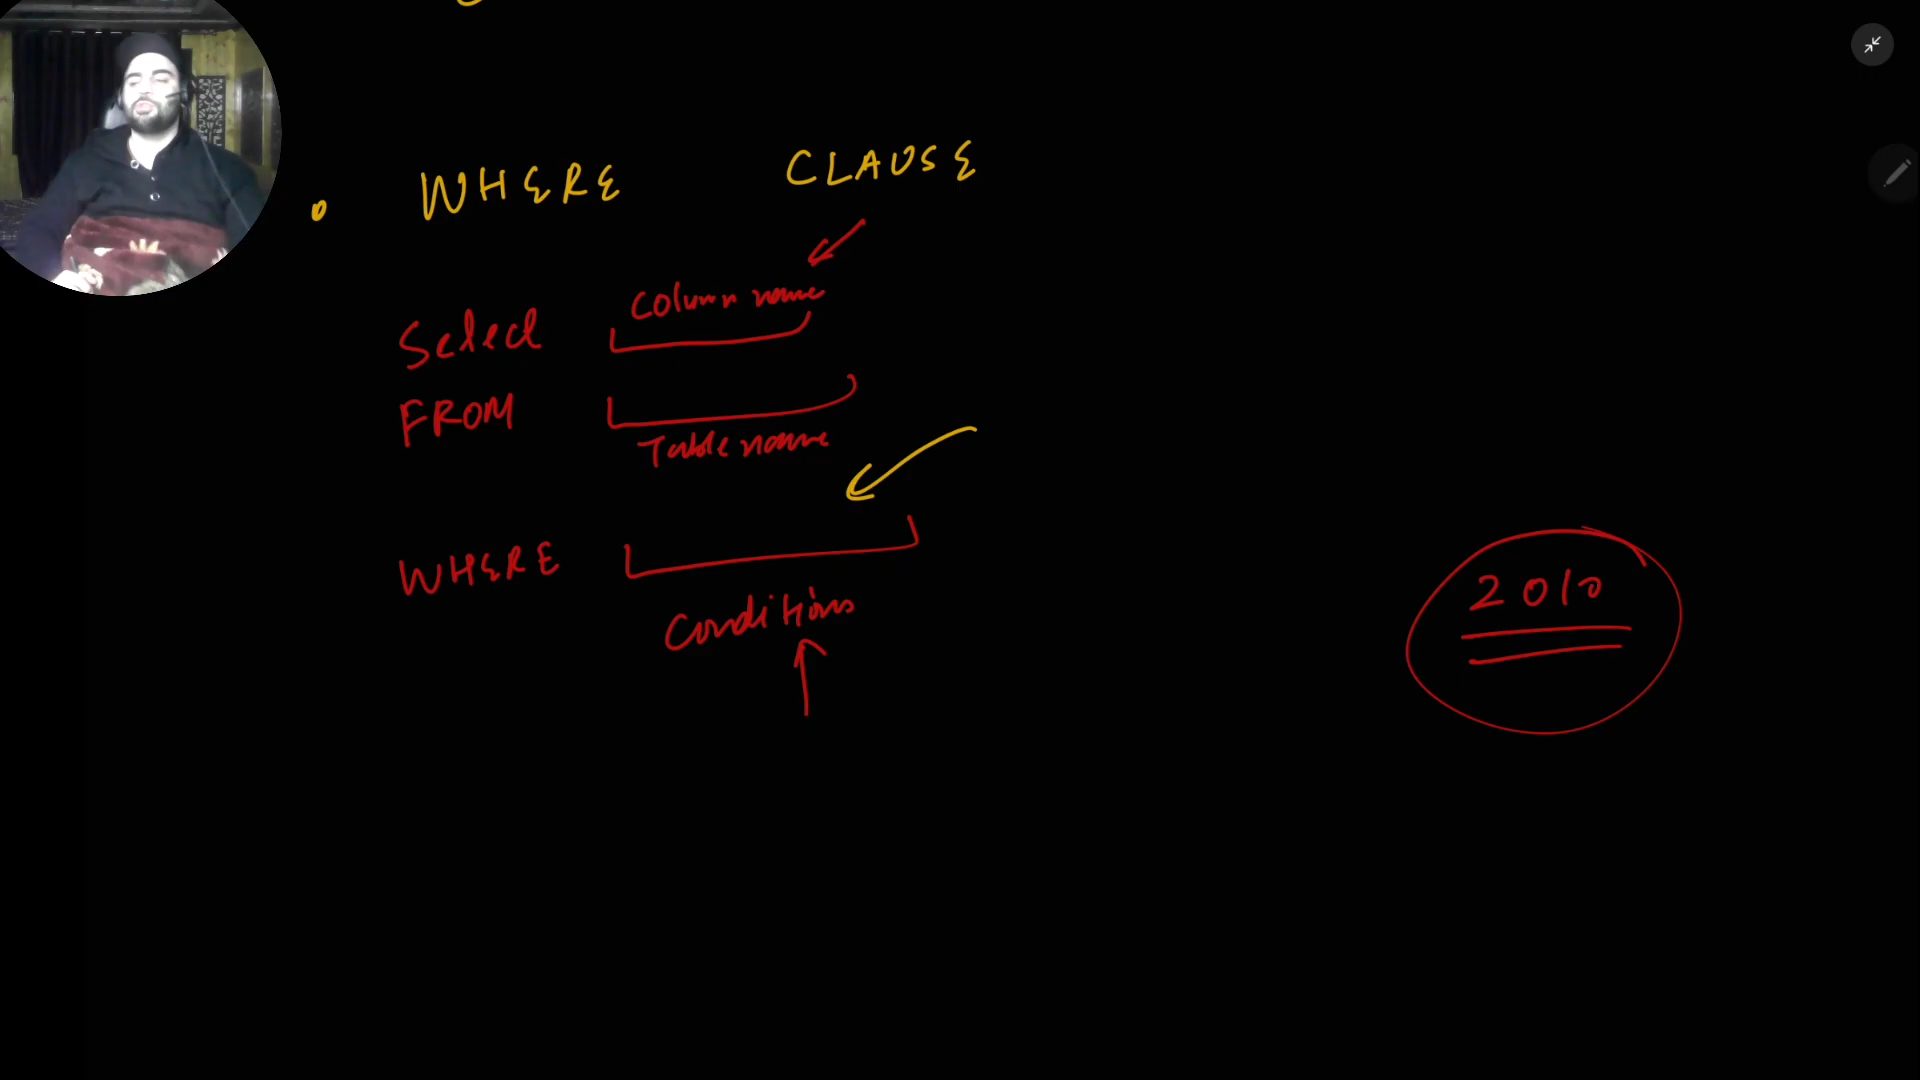 WHERE CLAUSE
Select Column name
FROM
Table name
WHERE
Conditions
2010